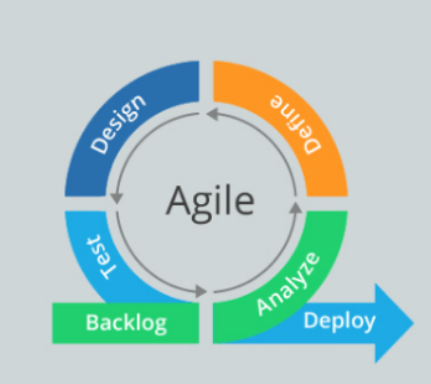 Design
Define
Agile
Test
Analyze
Backlog
Deploy